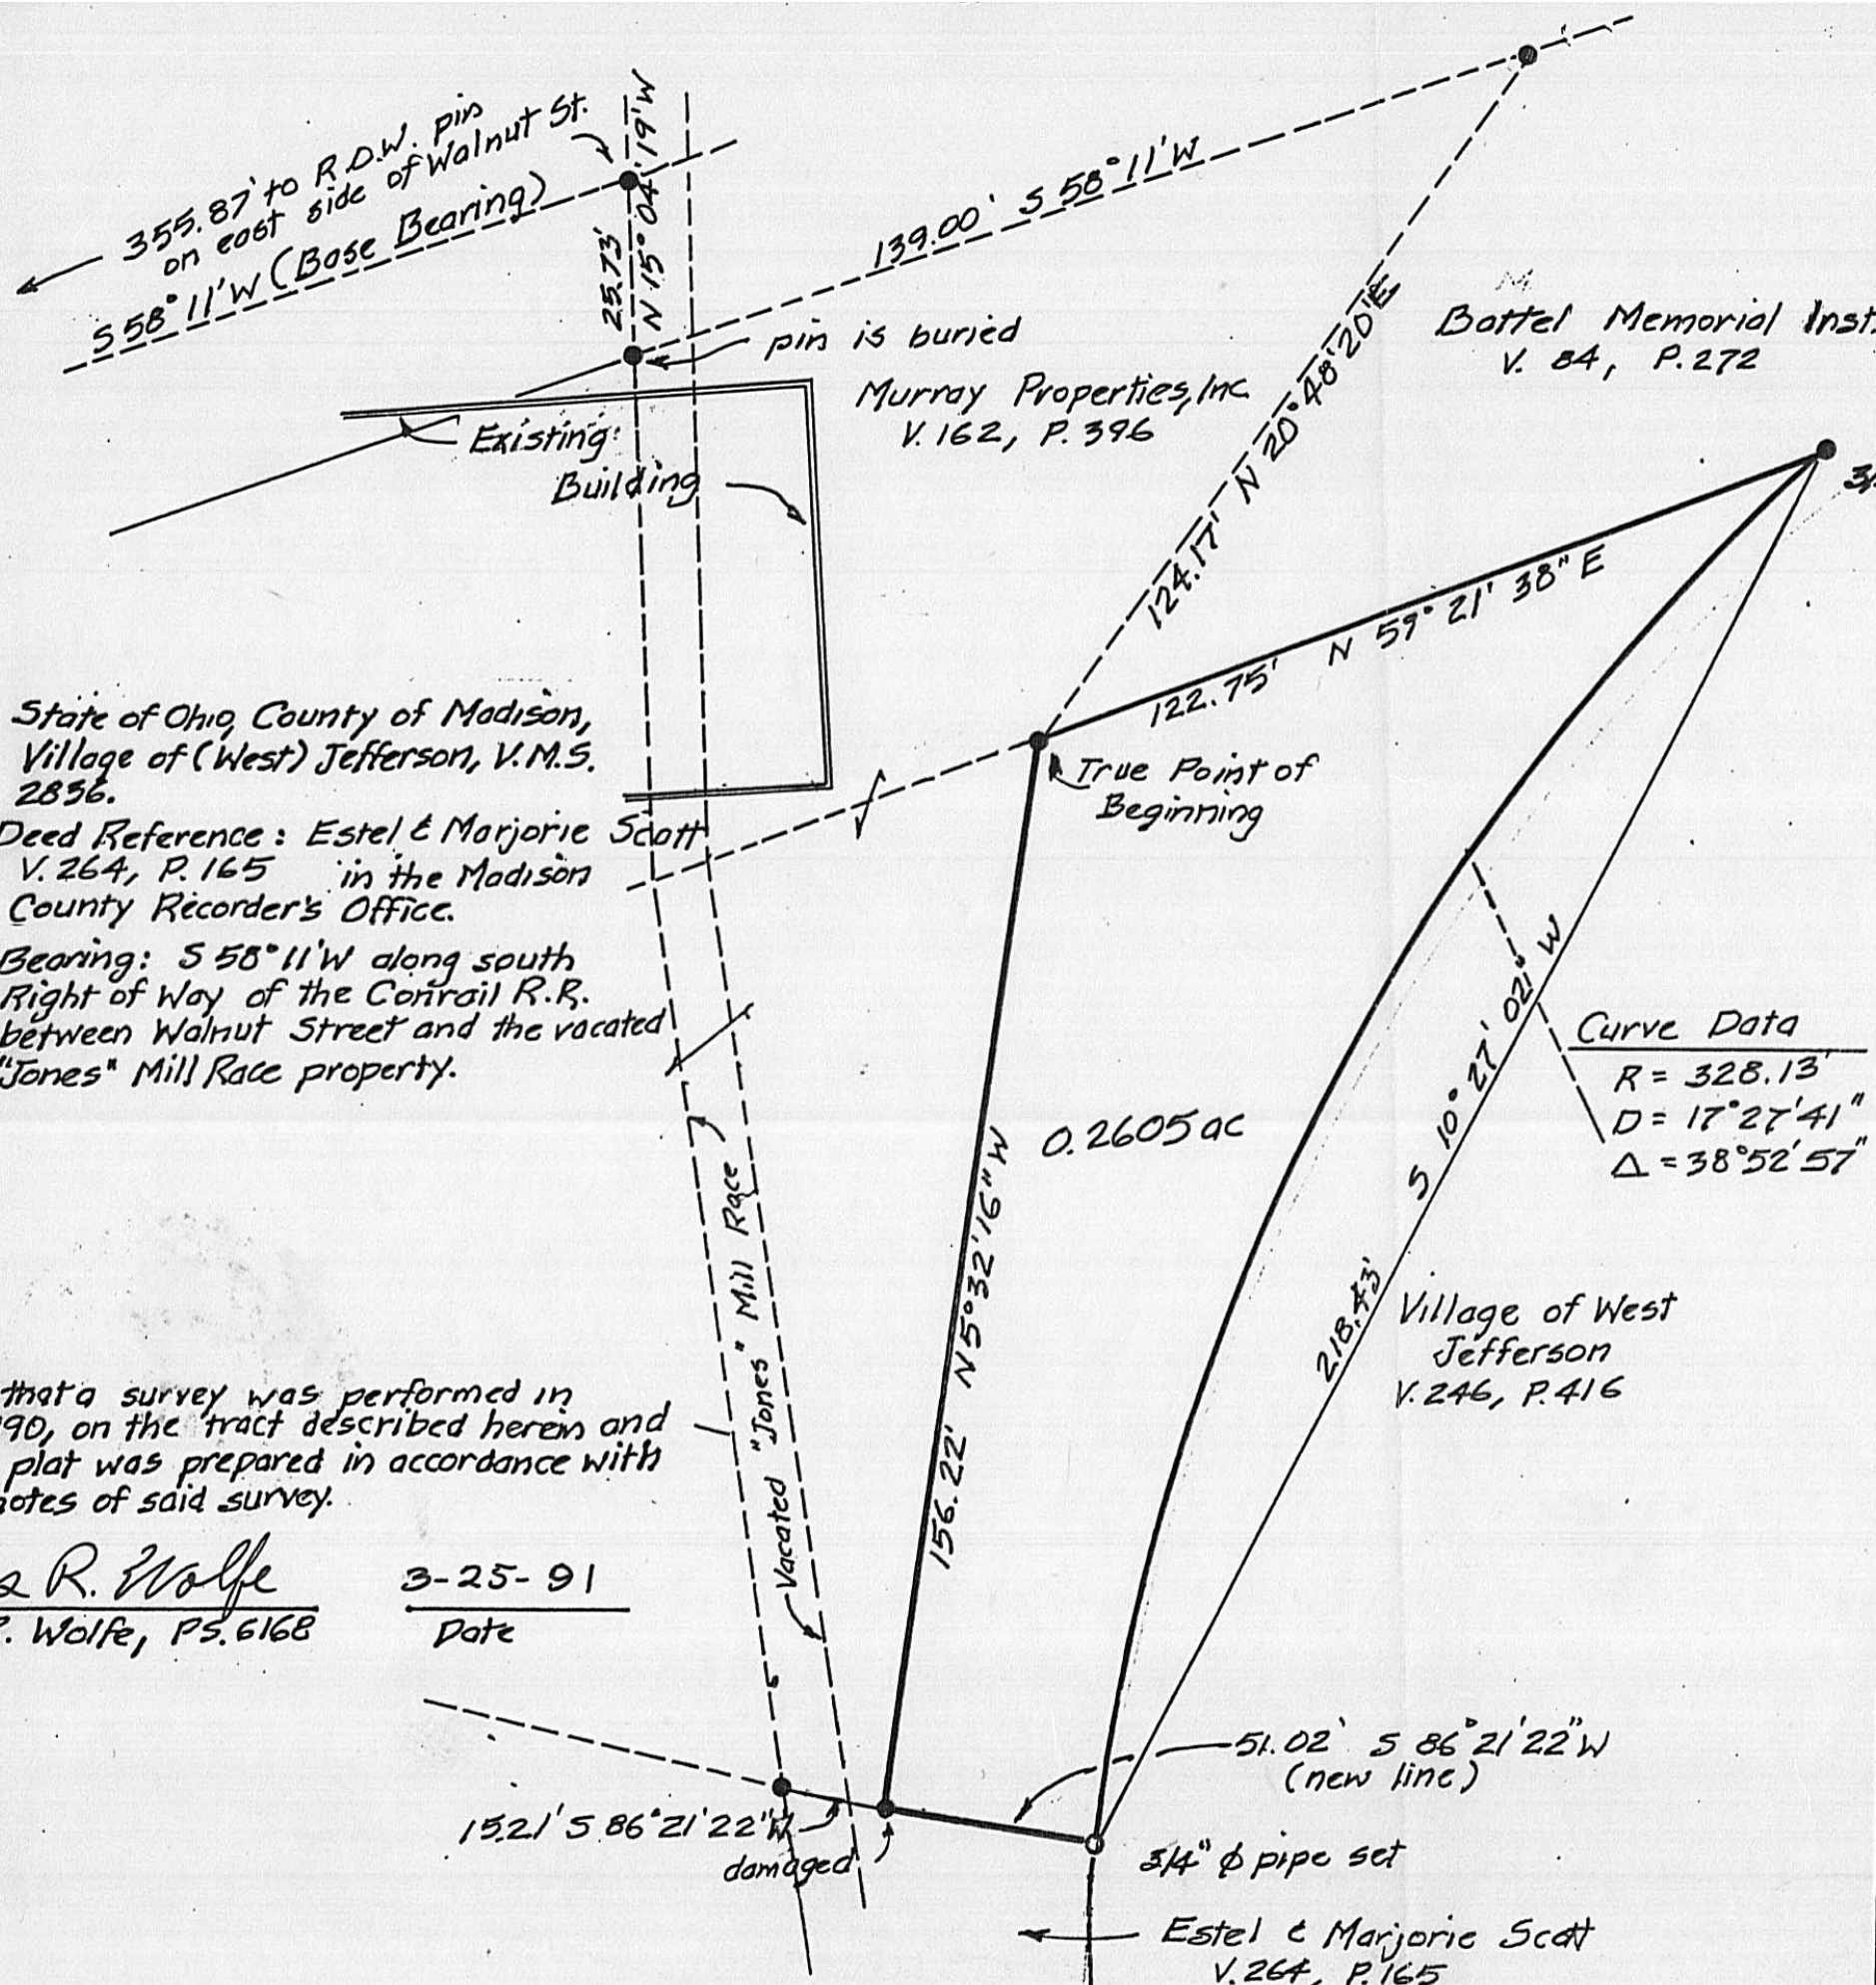 355.87' to R.O.W. pin
on east side of Walnut St.
S 58° 11' W (Base Bearing)
25.73'
N 15° 04' 19" W
139.00' S 58° 11' W
pin is buried
Murray Properties, Inc.
V. 162, P. 396
124.17' N 20° 48' 20" E
Battel Memorial Inst.
V. 84, P. 272
Existing
Building
122.75' N 59° 21' 38" E
True Point of
Beginning
State of Ohio, County of Madison,
Village of (West) Jefferson, V.M.S.
2836.
Deed Reference: Estel & Marjorie Scott
V. 264, P. 165 in the Madison
County Recorder's Office.
Bearing: S 58° 11' W along south
Right of Way of the Conrail R.R.
between Walnut Street and the vacated
"Jones" Mill Race property.
Curve Data
R = 328.13'
D = 17° 27' 41"
Δ = 38° 52' 57"
0.2605 ac
156.22' N 5° 32' 16" W
218.43' S 10° 27' 02" W
Vacated "Jones" Mill Race
Village of West
Jefferson
V. 246, P. 416
that a survey was performed in
90, on the tract described herein and
plat was prepared in accordance with
notes of said survey.
R. Wolfe 3-25-91
Wolfe, PS. 6168 Date
51.02' S 86° 21' 22" W
(new line)
15.21' S 86° 21' 22" W
damaged
3/4" ϕ pipe set
Estel & Marjorie Scott
V. 264, P. 165